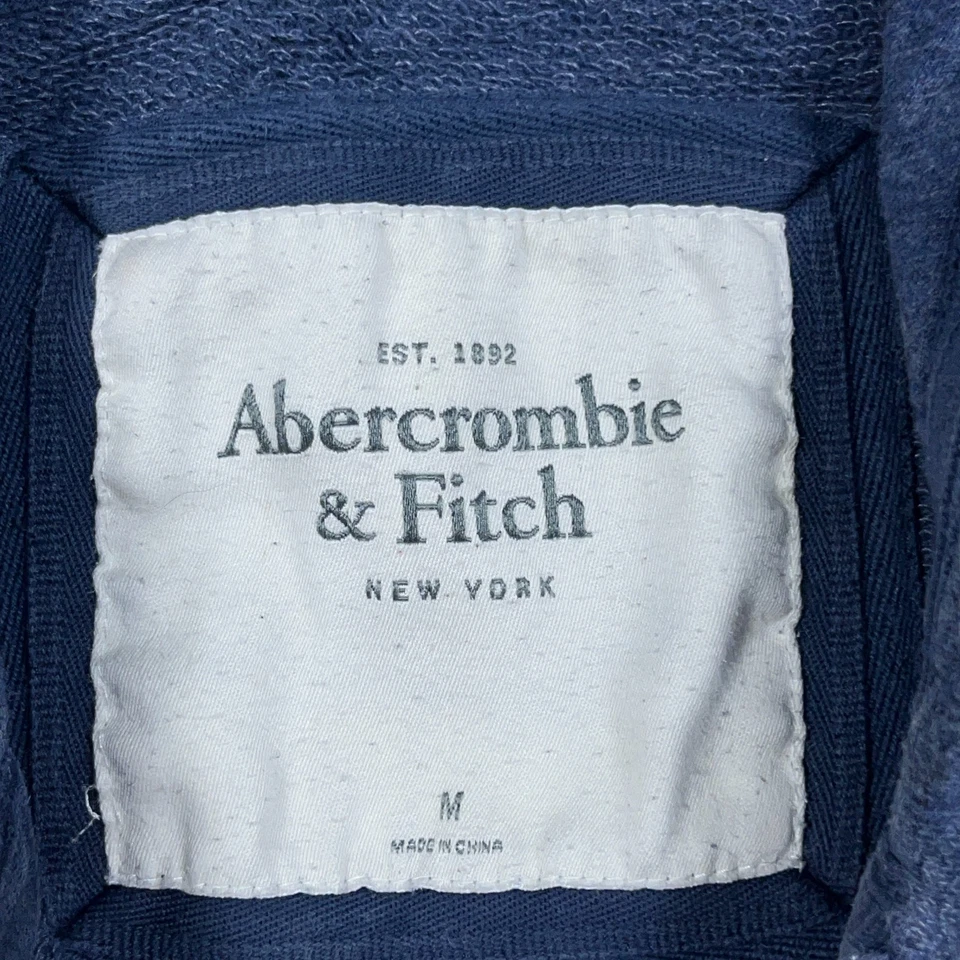 EST. 1892
Abercrombie
& Fitch
NEW YORK
M
MADE IN CHINA